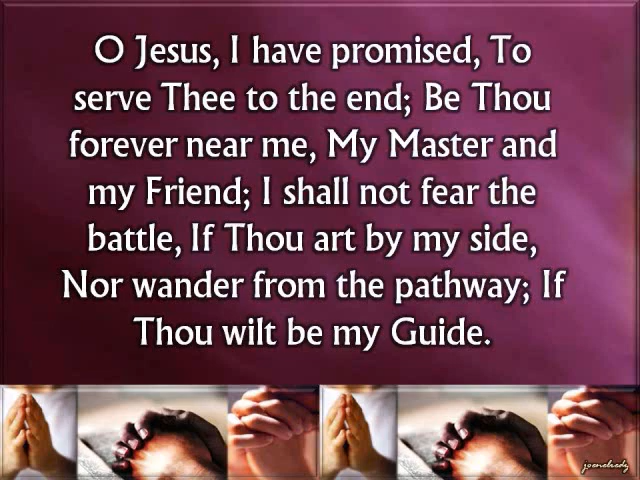 O Jesus, I have promised, To
serve Thee to the end; Be Thou
forever near me, My Master and
my Friend; I shall not fear the
battle, If Thou art by my side,
Nor wander from the pathway; If
Thou wilt be my Guide.